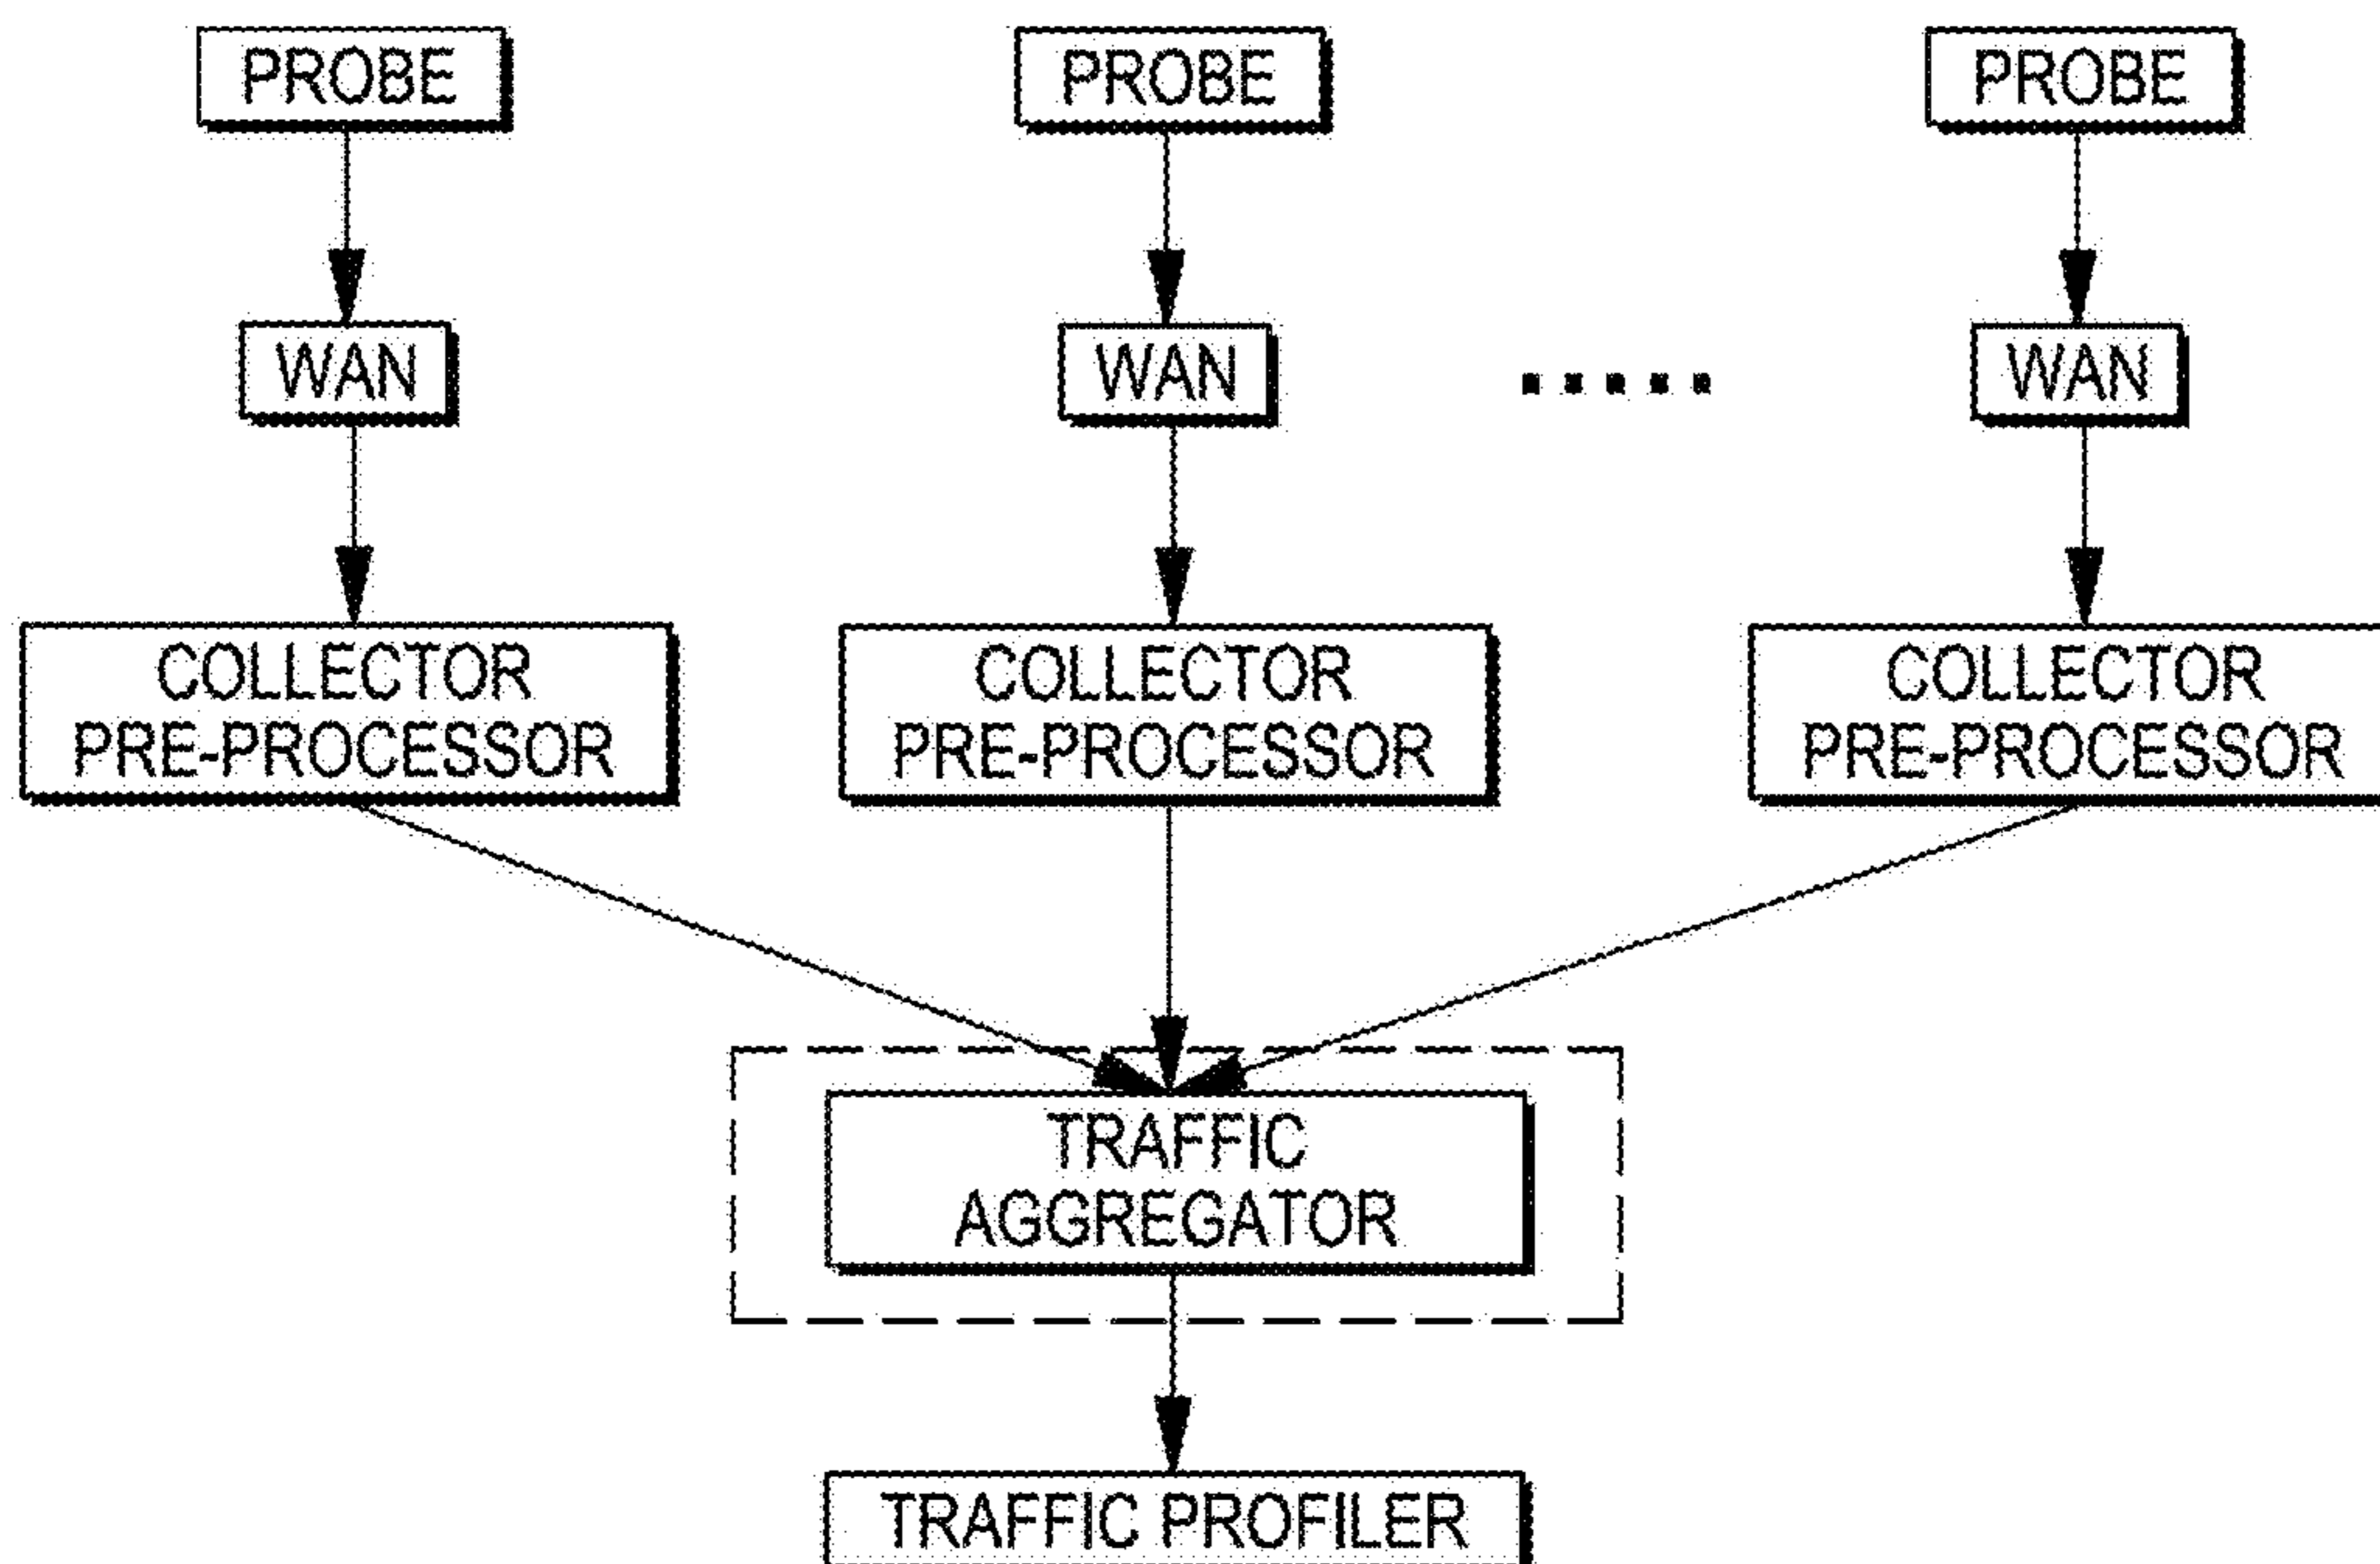 PROBE
PROBE
PROBE
WAN
WAN
WAN
COLLECTOR
PRE-PROCESSOR
COLLECTOR
PRE-PROCESSOR
COLLECTOR
PRE-PROCESSOR
TRAFFIC
AGGREGATOR
TRAFFIC PROFILER